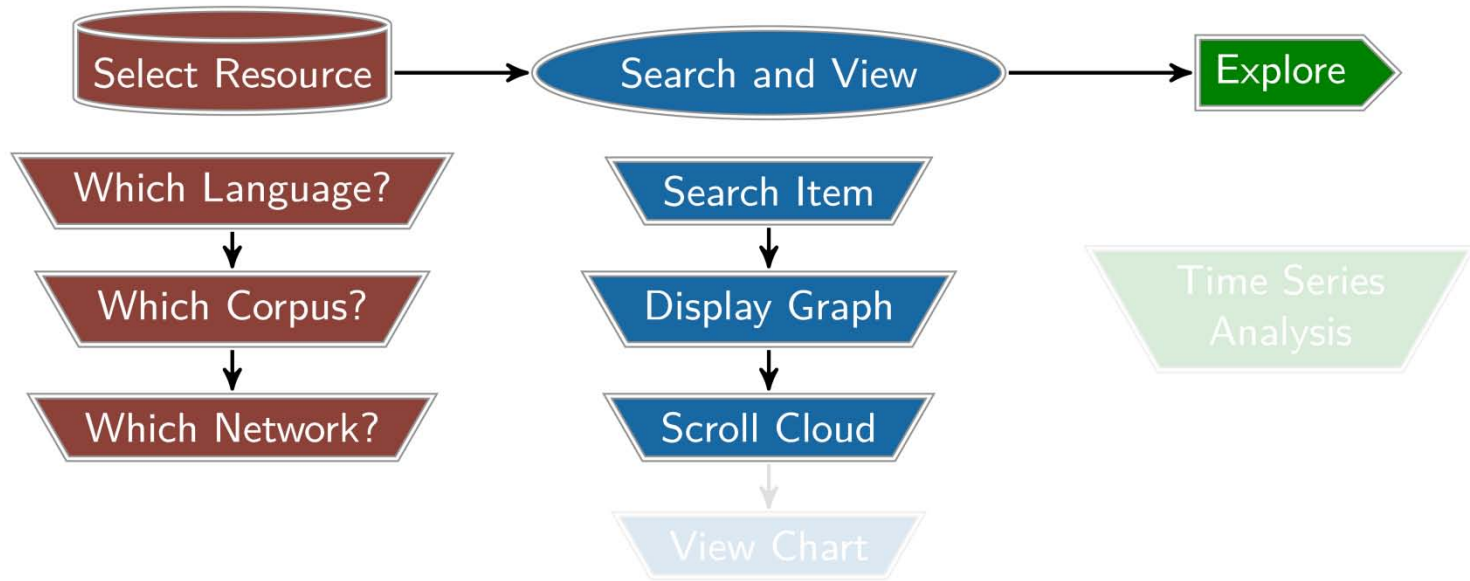 Select Resource
Search and View
Explore
Which Language?
Search Item
Which Corpus?
Display Graph
Time Series
Analysis
Which Network?
Scroll Cloud
View Chart